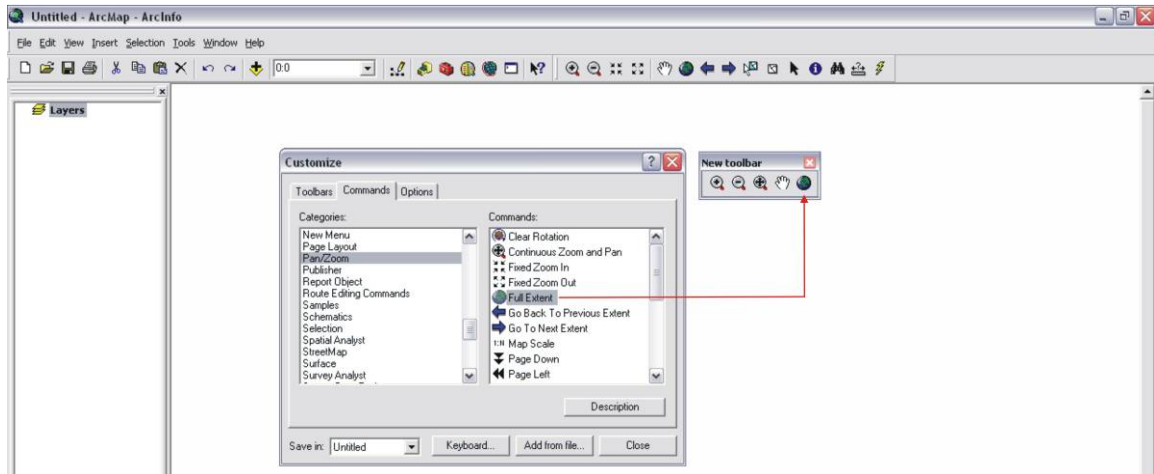 Untitled - ArcMap - ArcInfo
File Edit View Insert Selection Tools Window Help
0:0
Layers
Customize
Toolbars Commands Options
Categories:
New Menu
Page Layout
Pan/Zoom
Publisher
Report Object
Route Editing Commands
Samples
Schematics
Selection
Spatial Analyst
StreetMap
Surface
Survey Analyst
Commands:
Clear Rotation
Continuous Zoom and Pan
Fixed Zoom In
Fixed Zoom Out
Full Extent
Go Back To Previous Extent
Go To Next Extent
1:N Map Scale
Page Down
Page Left
Description
Save in: Untitled Keyboard... Add from file... Close
New toolbar